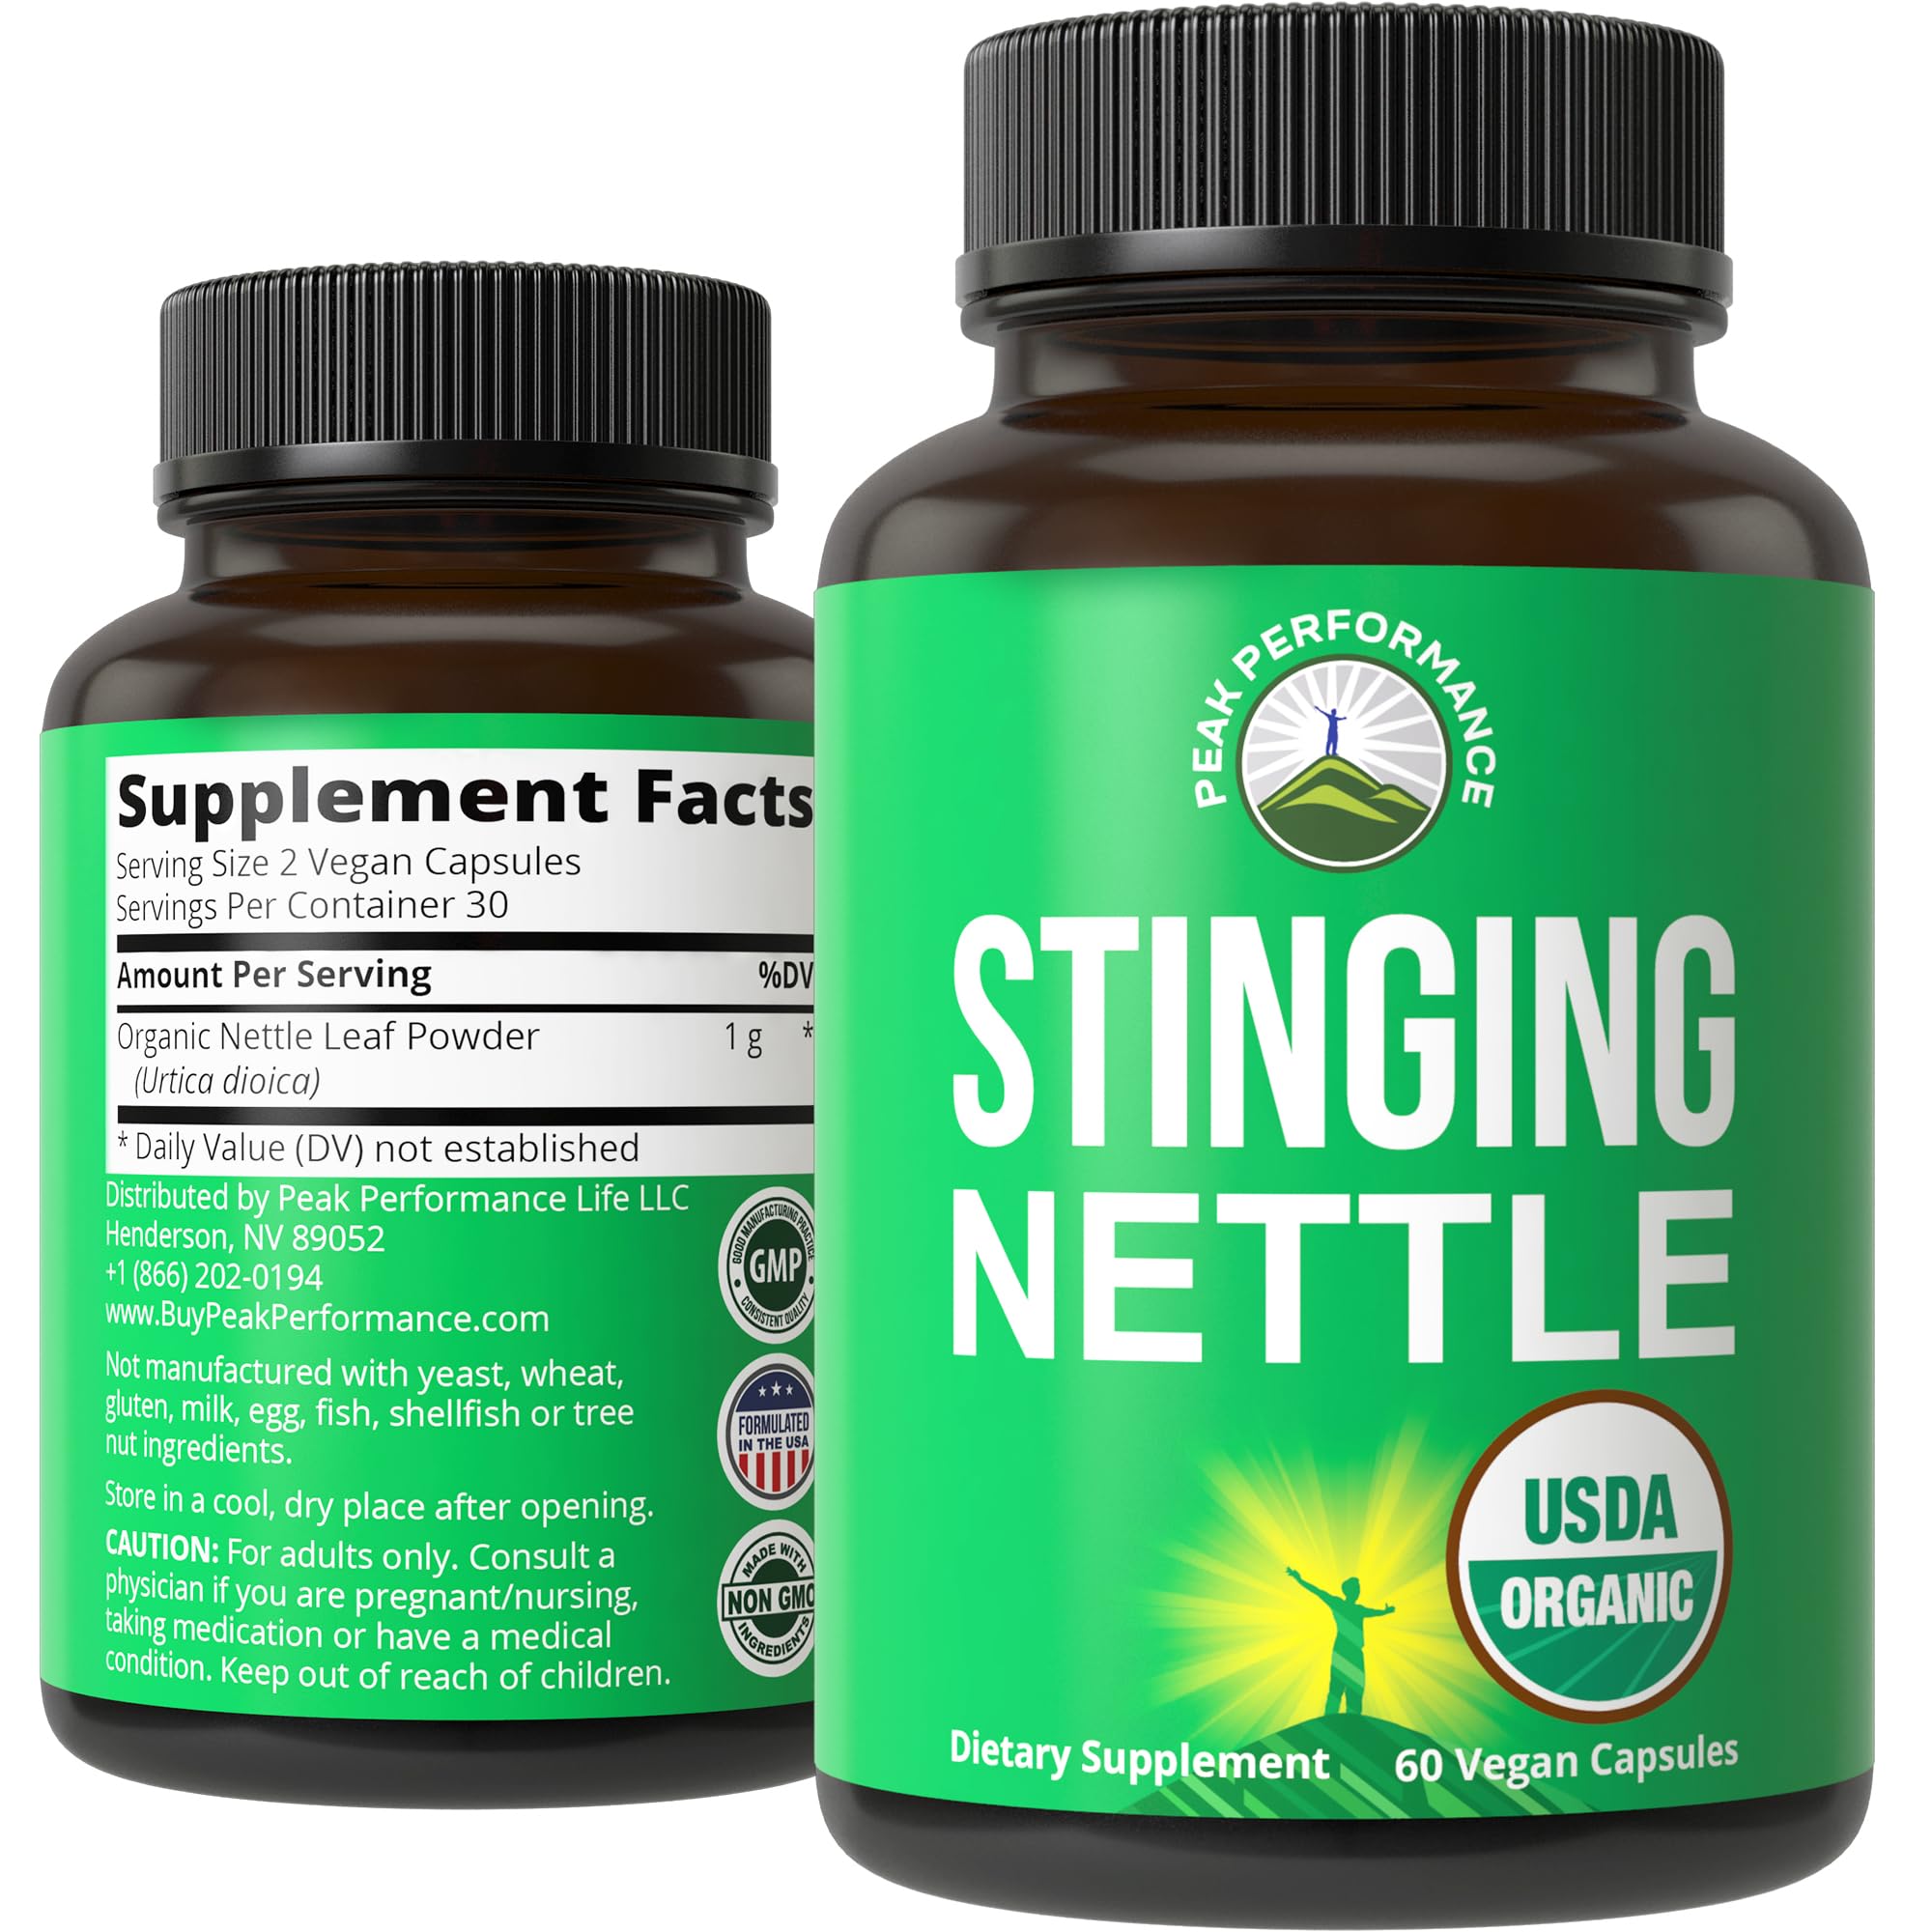 Supplement Facts
Serving Size 2 Vegan Capsules
Servings Per Container 30
Amount Per Serving %DV
Organic Nettle Leaf Powder 1 g *
(Urtica dioica)
* Daily Value (DV) not established
Distributed by Peak Performance Life LLC
Henderson, NV 89052
+1 (866) 202-0194
www.BuyPeakPerformance.com
Not manufactured with yeast, wheat,
gluten, milk, egg, fish, shellfish or tree
nut ingredients.
Store in a cool, dry place after opening.
CAUTION: For adults only. Consult a
physician if you are pregnant/nursing,
taking medication or have a medical
condition. Keep out of reach of children.
GOOD MANUFACTURING PRACTICE
GMP
CONSISTENT QUALITY
FORMULATED
IN THE USA
MADE WITH
NON GMO
INGREDIENTS
PEAK PERFORMANCE
STINGING
NETTLE
USDA
ORGANIC
Dietary Supplement 60 Vegan Capsules